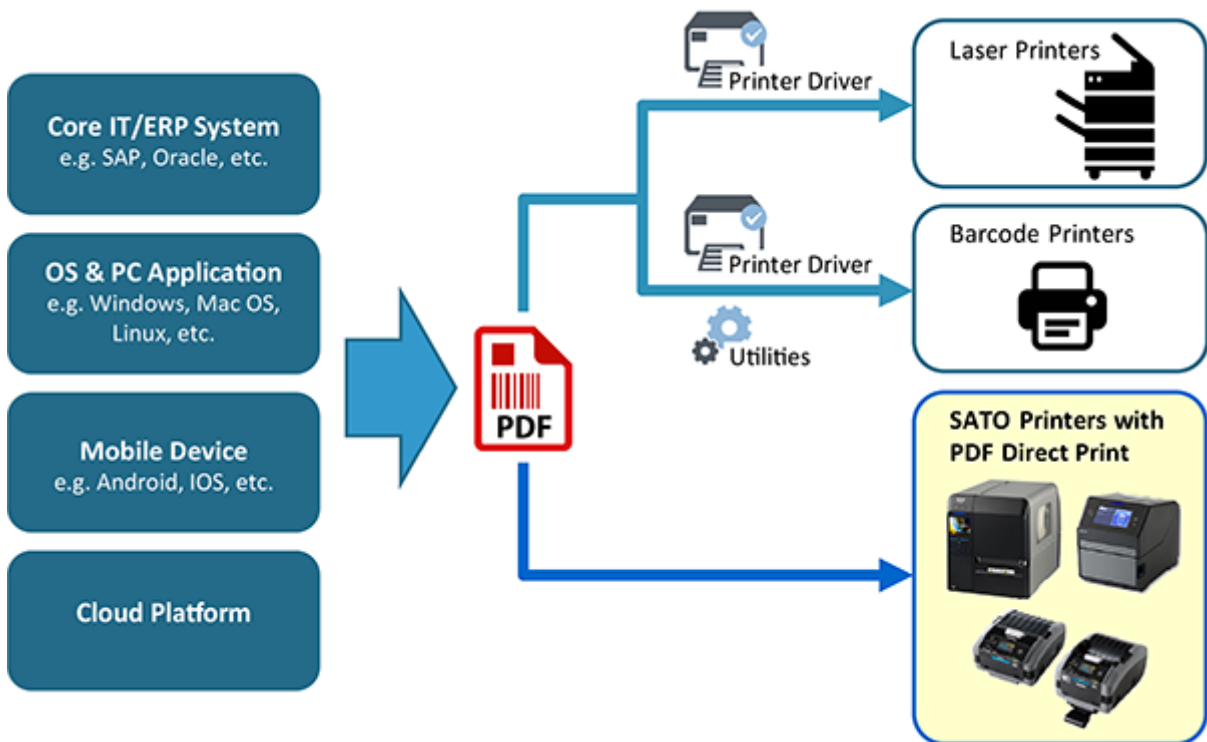 Core IT/ERP System
e.g. SAP, Oracle, etc.
OS & PC Application
e.g. Windows, Mac OS,
Linux, etc.
Mobile Device
e.g. Android, IOS, etc.
Cloud Platform
PDF
Printer Driver
Printer Driver
Utilities
Laser Printers
Barcode Printers
SATO Printers with
PDF Direct Print